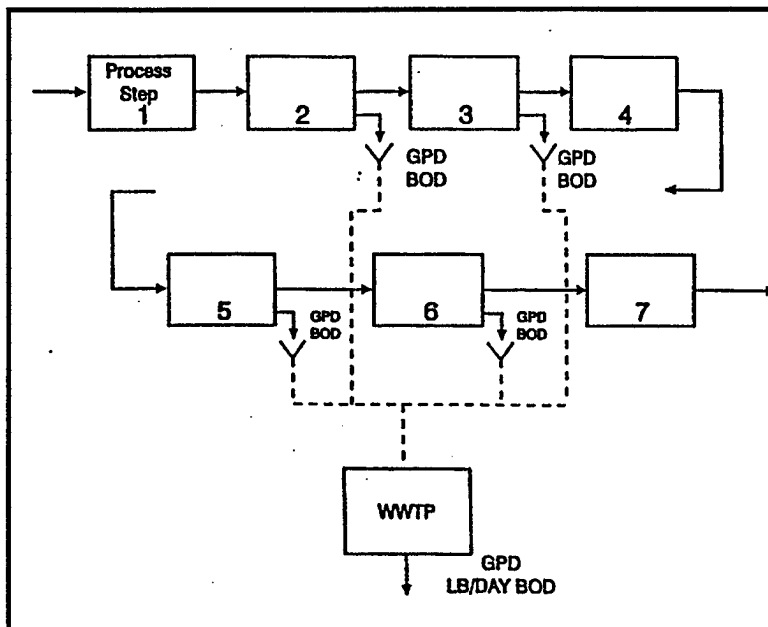 Process
Step
1
2
3
4
GPD
BOD
GPD
BOD
5
6
7
GPD
BOD
GPD
BOD
WWTP
GPD
LB/DAY BOD